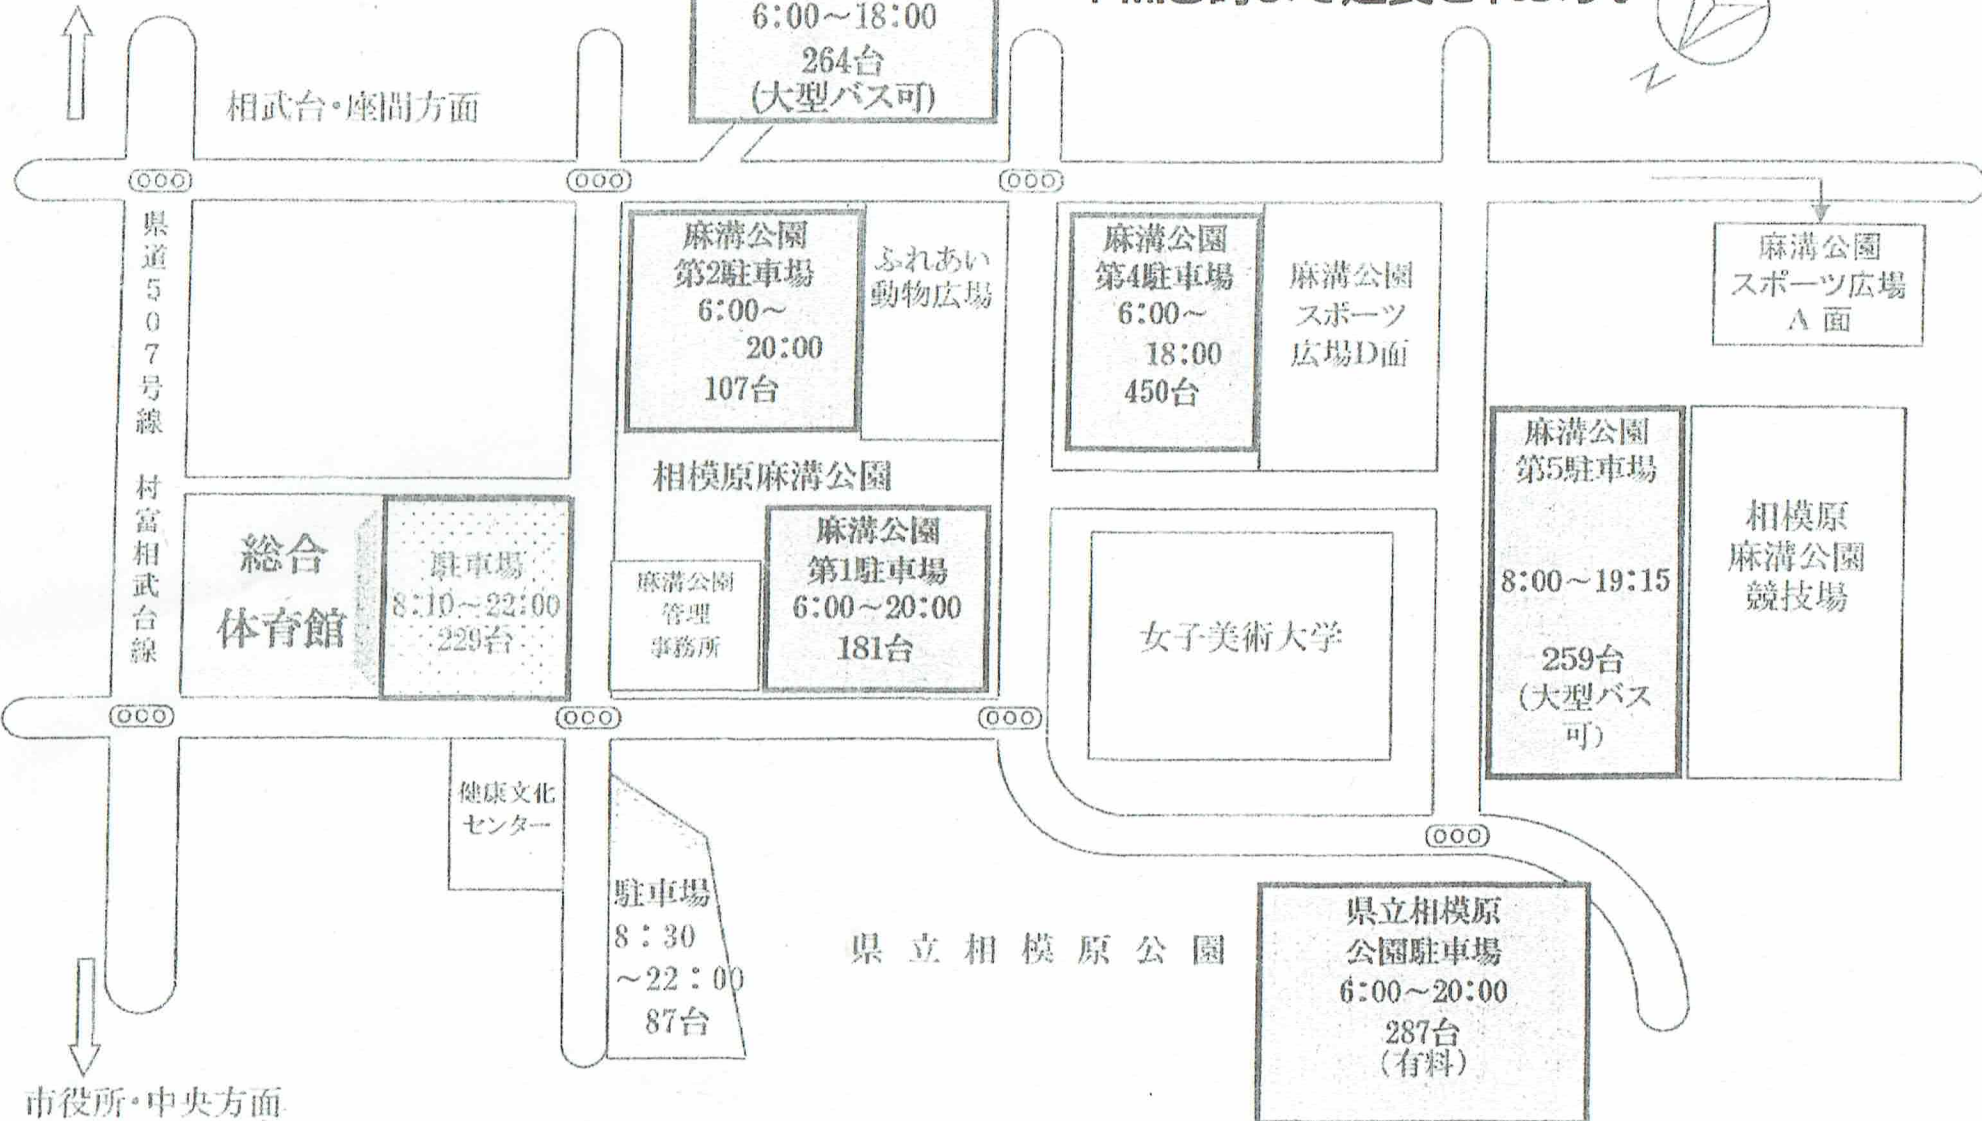 6:00～18:00
264台
(大型バス可)
N
相武台・座間方面
県道507号線 村富相武台線
麻溝公園
第2駐車場
6:00～
20:00
107台
ふれあい
動物広場
麻溝公園
第4駐車場
6:00～
18:00
450台
麻溝公園
スポーツ
広場D面
麻溝公園
スポーツ広場
A 面
相模原麻溝公園
麻溝公園
第5駐車場
8:00～19:15
259台
(大型バス
可)
相模原
麻溝公園
競技場
総合
体育館
駐車場
8:10～22:00
229台
麻溝公園
管理
事務所
麻溝公園
第1駐車場
6:00～20:00
181台
女子美術大学
健康文化
センター
駐車場
8:30
～22:00
87台
県立相模原公園
県立相模原
公園駐車場
6:00～20:00
287台
(有料)
市役所・中央方面